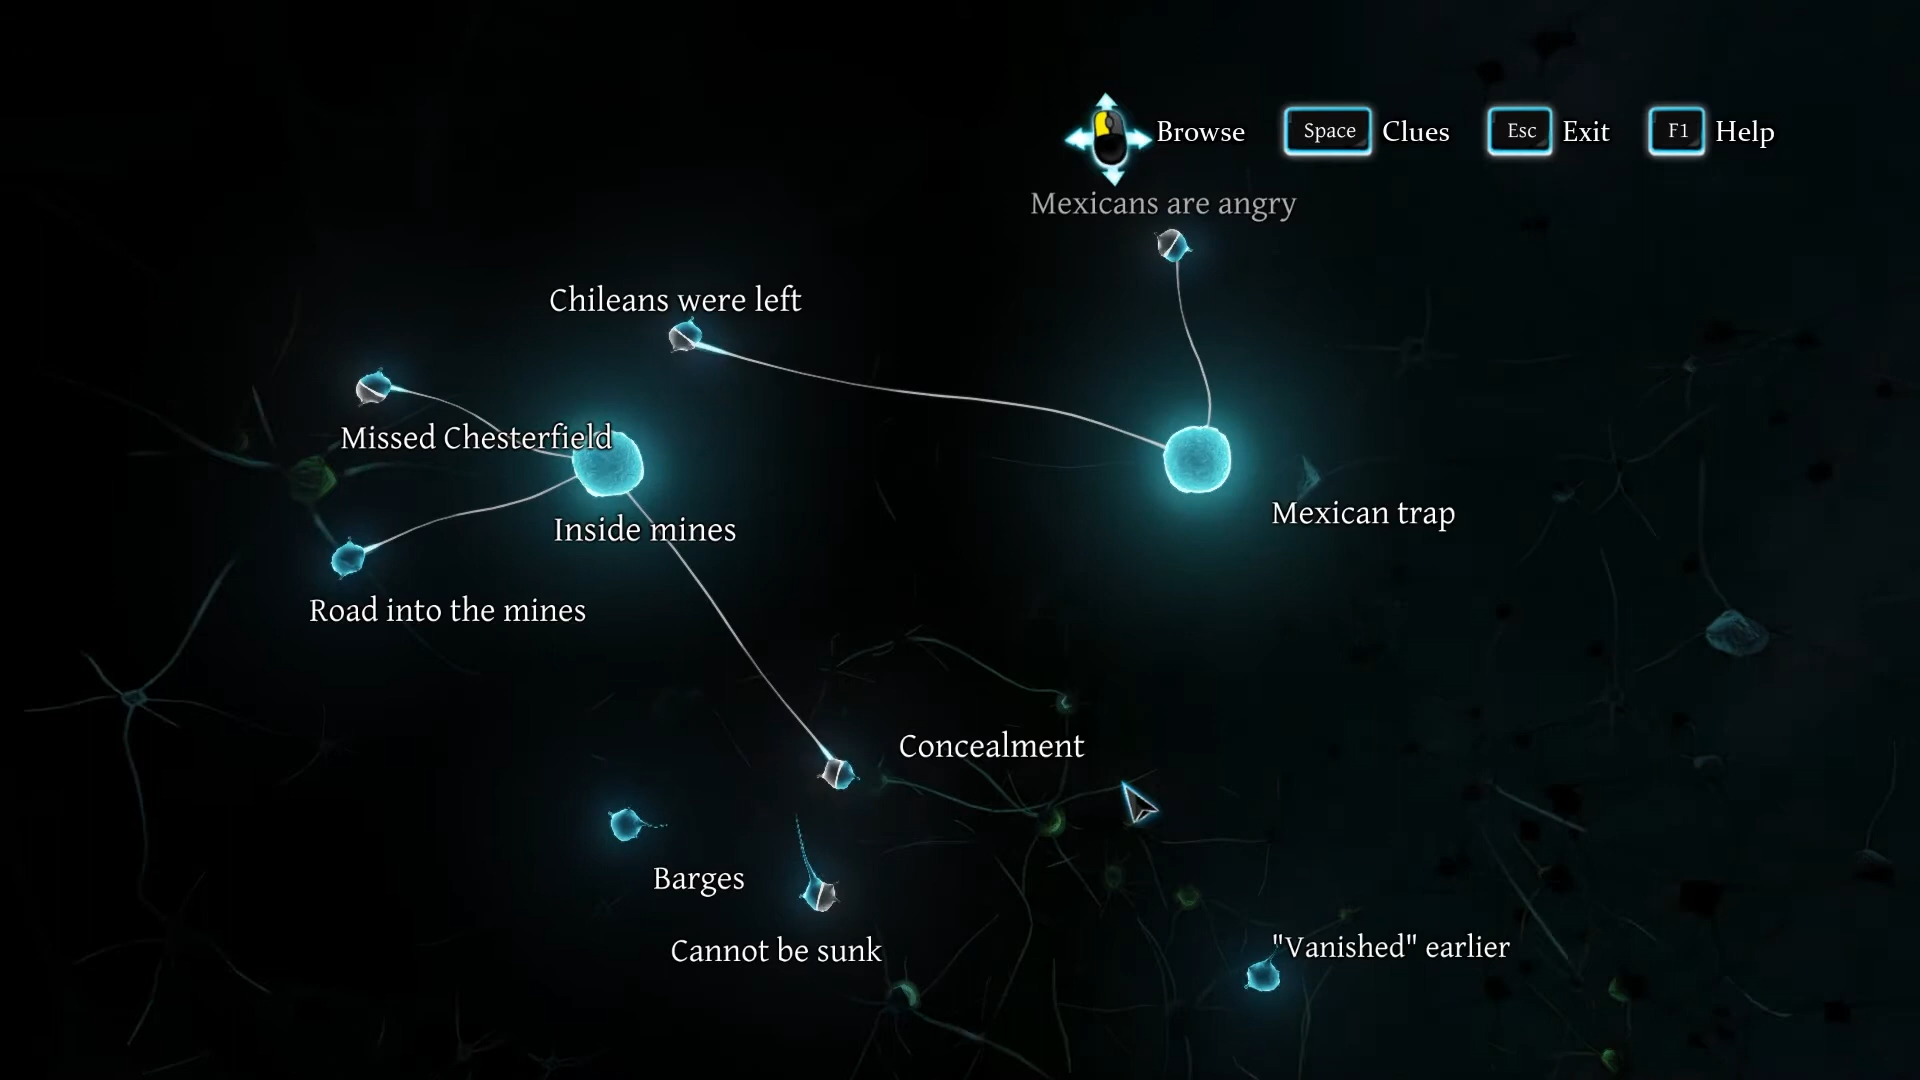 Browse
Space
Clues
Esc
Exit
F1
Help
Mexicans are angry
Chileans were left
Missed Chesterfield
Inside mines
Mexican trap
Road into the mines
Concealment
Barges
Cannot be sunk
"Vanished" earlier